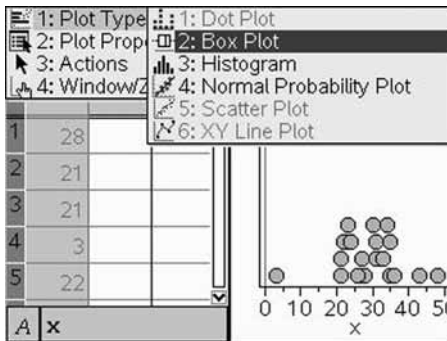 1: Plot Type
2: Plot Prop
3: Actions
4: Window/Z
1: Dot Plot
2: Box Plot
3: Histogram
4: Normal Probability Plot
5: Scatter Plot
6: XY Line Plot
1 28
2 21
3 21
4 3
5 22
A x
0 10 20 30 40 50
x